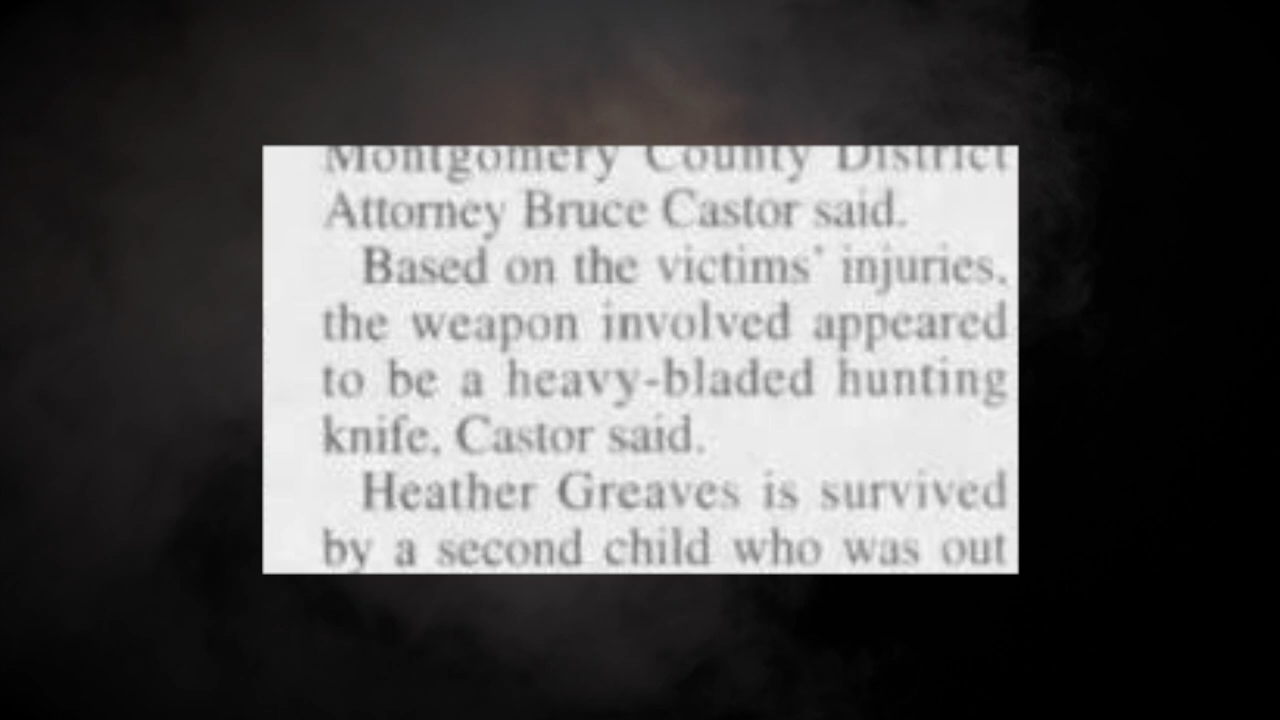 Montgomery County District
Attorney Bruce Castor said.
Based on the victims' injuries,
the weapon involved appeared
to be a heavy-bladed hunting
knife, Castor said.
Heather Greaves is survived
by a second child who was out